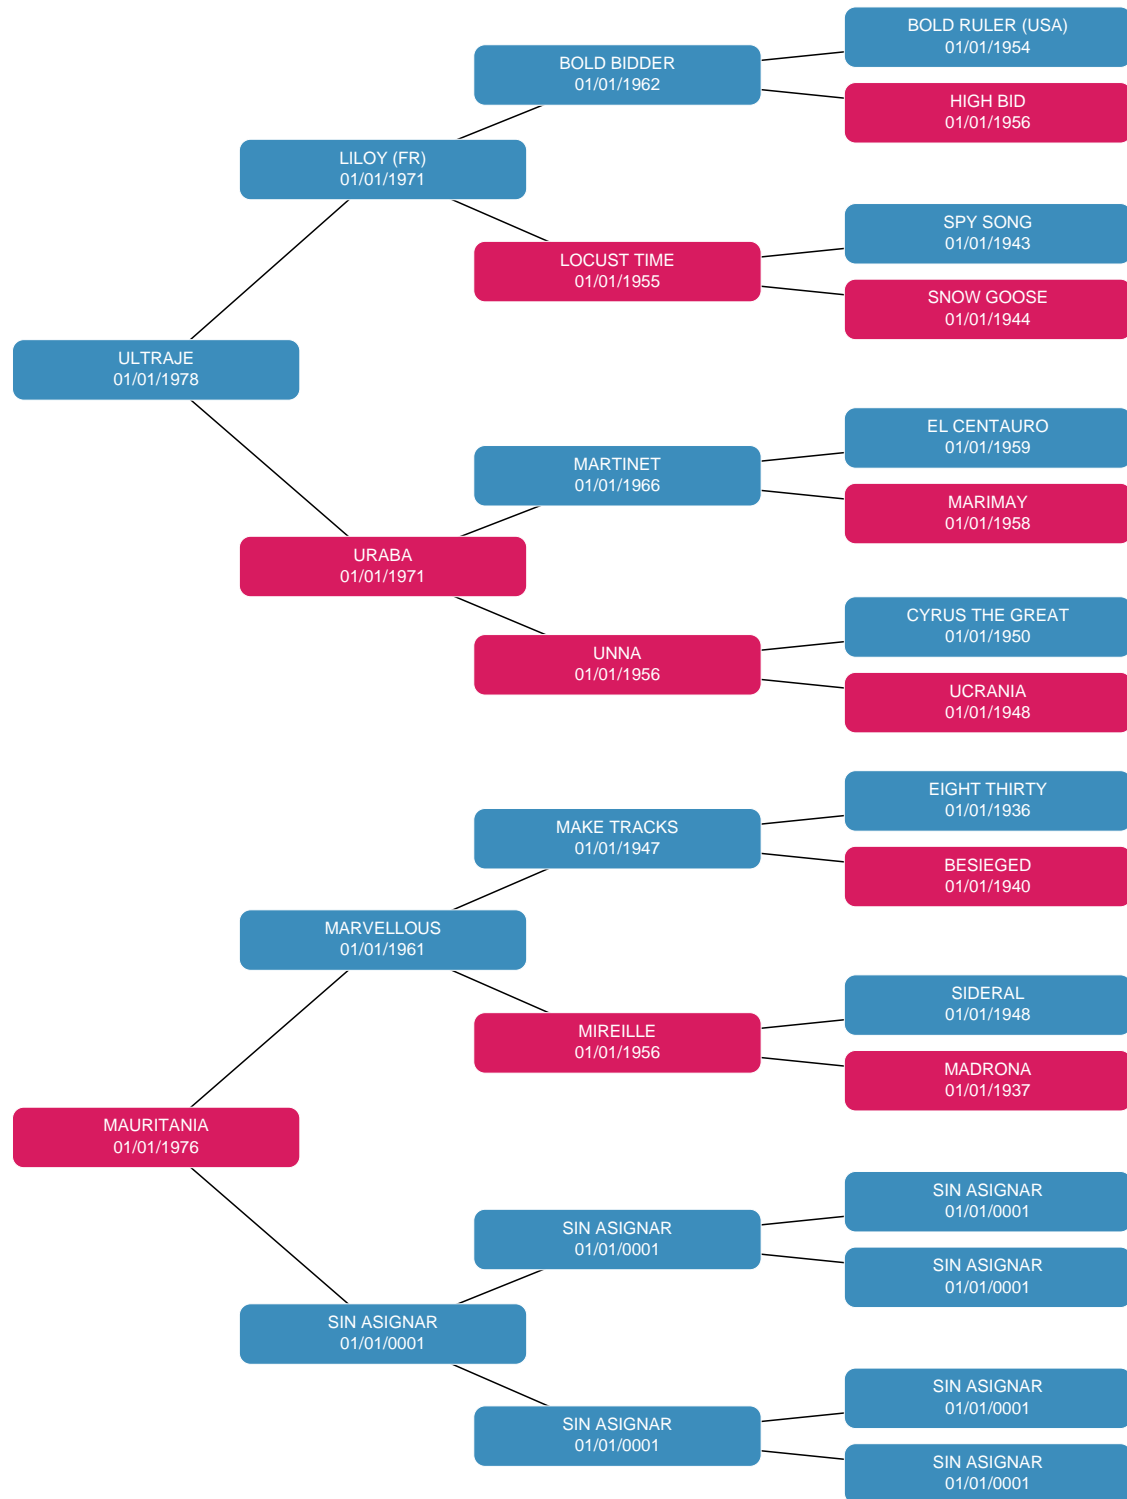 BOLD RULER (USA)
01/01/1954
BOLD BIDDER
01/01/1962
HIGH BID
01/01/1956
LILOY (FR)
01/01/1971
SPY SONG
01/01/1943
LOCUST TIME
01/01/1955
SNOW GOOSE
01/01/1944
ULTRAJE
01/01/1978
EL CENTAURO
01/01/1959
MARTINET
01/01/1966
MARIMAY
01/01/1958
URABA
01/01/1971
CYRUS THE GREAT
01/01/1950
UNNA
01/01/1956
UCRANIA
01/01/1948
EIGHT THIRTY
01/01/1936
MAKE TRACKS
01/01/1947
BESIEGED
01/01/1940
MARVELLOUS
01/01/1961
SIDERAL
01/01/1948
MIREILLE
01/01/1956
MADRONA
01/01/1937
MAURITANIA
01/01/1976
SIN ASIGNAR
01/01/0001
SIN ASIGNAR
01/01/0001
SIN ASIGNAR
01/01/0001
SIN ASIGNAR
01/01/0001
SIN ASIGNAR
01/01/0001
SIN ASIGNAR
01/01/0001
SIN ASIGNAR
01/01/0001